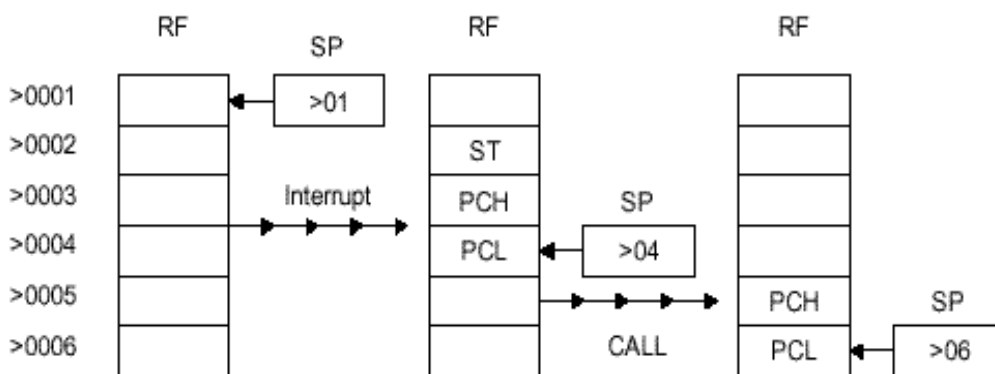 RF RF RF
SP
>0001 >01
>0002 ST
>0003 Interrupt PCH SP
>0004 PCL >04
>0005 PCH SP
>0006 CALL PCL >06